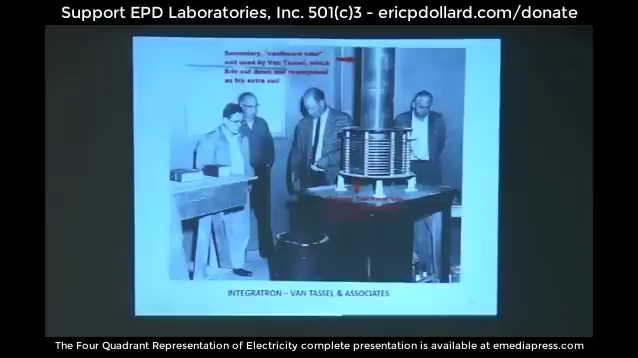 Support EPD Laboratories, Inc. 501(c)3 - ericpdollard.com/donate
Secondary, "cardboard tube"
coil used by Van Tassel, which
Eric cut down and repurposed
as his extra coil
INTEGRATRON – VAN TASSEL & ASSOCIATES
The Four Quadrant Representation of Electricity complete presentation is available at emediapress.com